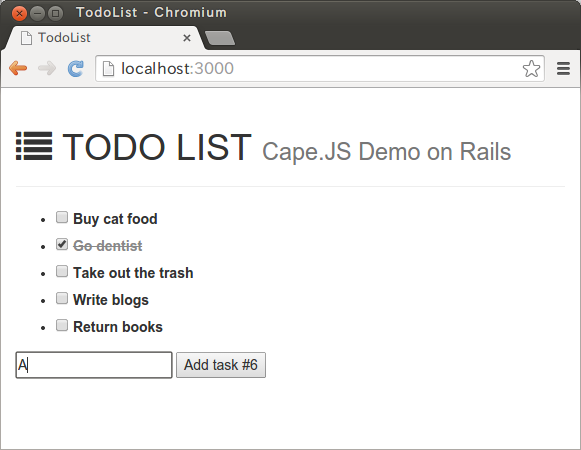 TodoList - Chromium
TodoList
localhost:3000
TODO LIST Cape.JS Demo on Rails
Buy cat food
Go dentist
Take out the trash
Write blogs
Return books
A
Add task #6